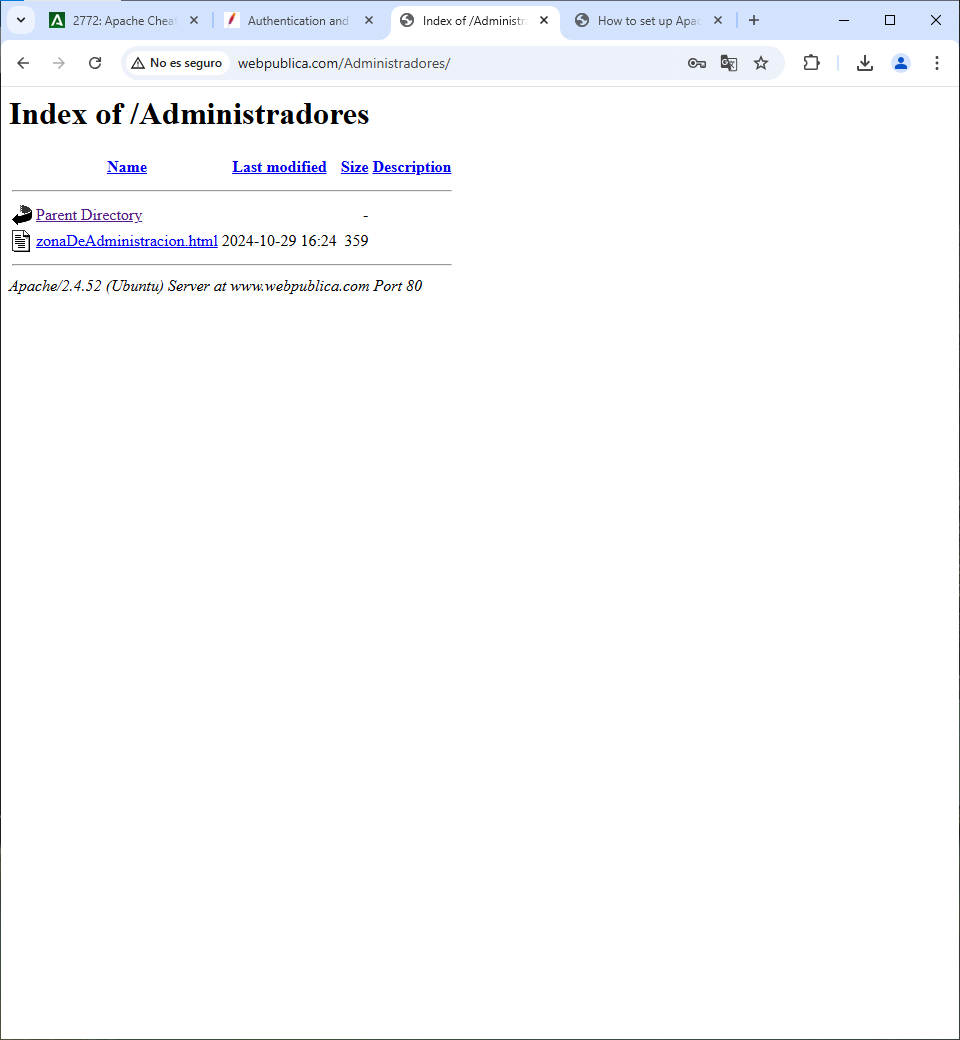 2772: Apache Cheat
Authentication and
Index of /Administr
How to set up Apac
No es seguro
webpublica.com/Administradores/
Index of /Administradores
Name Last modified Size Description
Parent Directory -
zonaDeAdministracion.html 2024-10-29 16:24 359
Apache/2.4.52 (Ubuntu) Server at www.webpublica.com Port 80